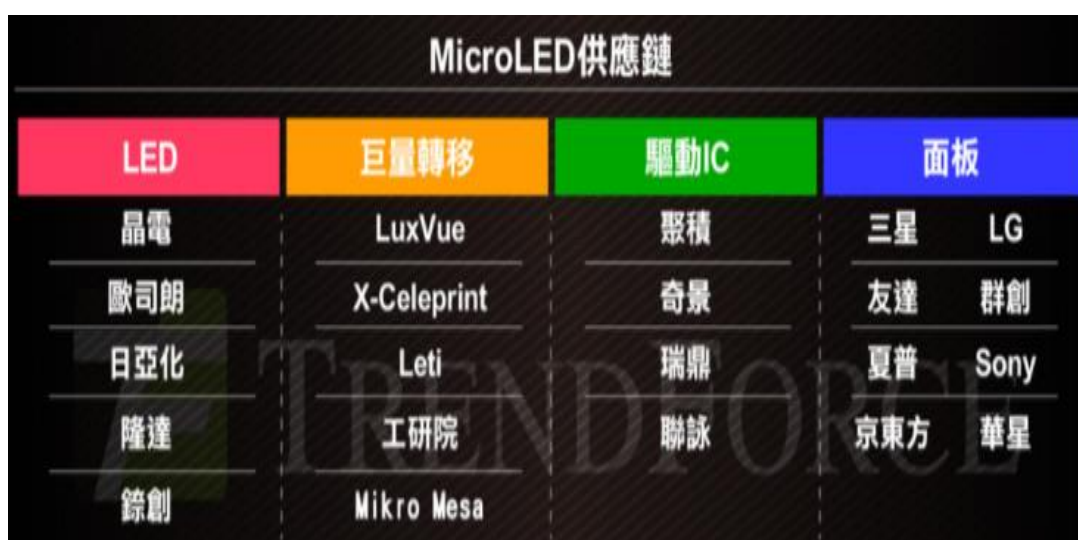 MicroLED供應鏈
LED 巨量轉移 驅動IC 面板
晶電 LuxVue 聚積 三星 LG
歐司朗 X-Celeprint 奇景 友達 群創
日亞化 Leti 瑞鼎 夏普 Sony
隆達 工研院 聯詠 京東方 華星
錼創 Mikro Mesa
TRENDFORCE